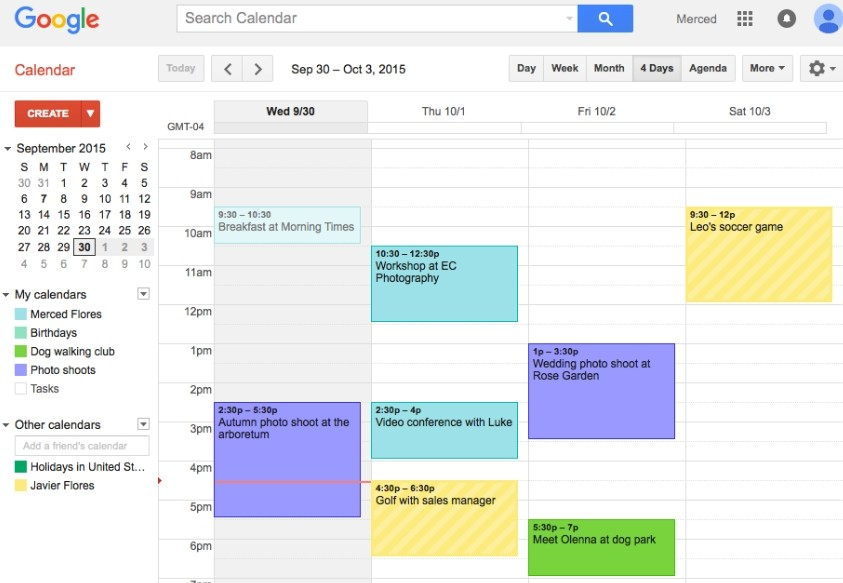 Google
Search Calendar
Merced
Calendar
Today
Sep 30 – Oct 3, 2015
Day Week Month 4 Days Agenda
More
CREATE
Wed 9/30 Thu 10/1 Fri 10/2 Sat 10/3
GMT-04
September 2015
S M T W T F S
30 31 1 2 3 4 5
6 7 8 9 10 11 12
13 14 15 16 17 18 19
20 21 22 23 24 25 26
27 28 29 30 1 2 3
4 5 6 7 8 9 10
My calendars
Merced Flores
Birthdays
Dog walking club
Photo shoots
Tasks
Other calendars
Add a friend's calendar
Holidays in United St...
Javier Flores
8am
9am
10am
11am
12pm
1pm
2pm
3pm
4pm
5pm
6pm
9:30 – 10:30
Breakfast at Morning Times
2:30p – 5:30p
Autumn photo shoot at the
arboretum
10:30 – 12:30p
Workshop at EC
Photography
2:30p – 4p
Video conference with Luke
4:30p – 6:30p
Golf with sales manager
1p – 3:30p
Wedding photo shoot at
Rose Garden
5:30p – 7p
Meet Olenna at dog park
9:30 – 12p
Leo's soccer game